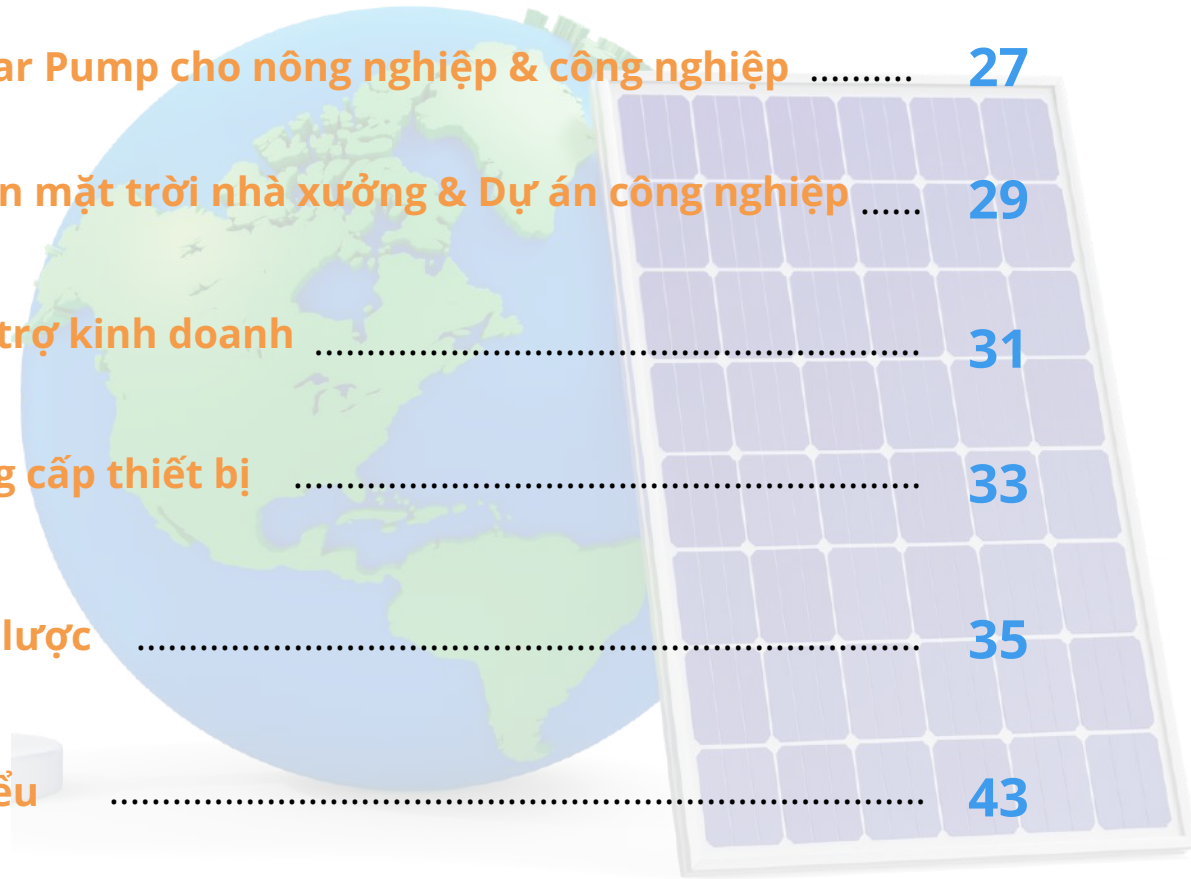 ar Pump cho nông nghiệp & công nghiệp .......... 27
n mặt trời nhà xưởng & Dự án công nghiệp ...... 29
trợ kinh doanh .......................................................... 31
g cấp thiết bị ............................................................ 33
lược ........................................................................... 35
ểu .............................................................................. 43